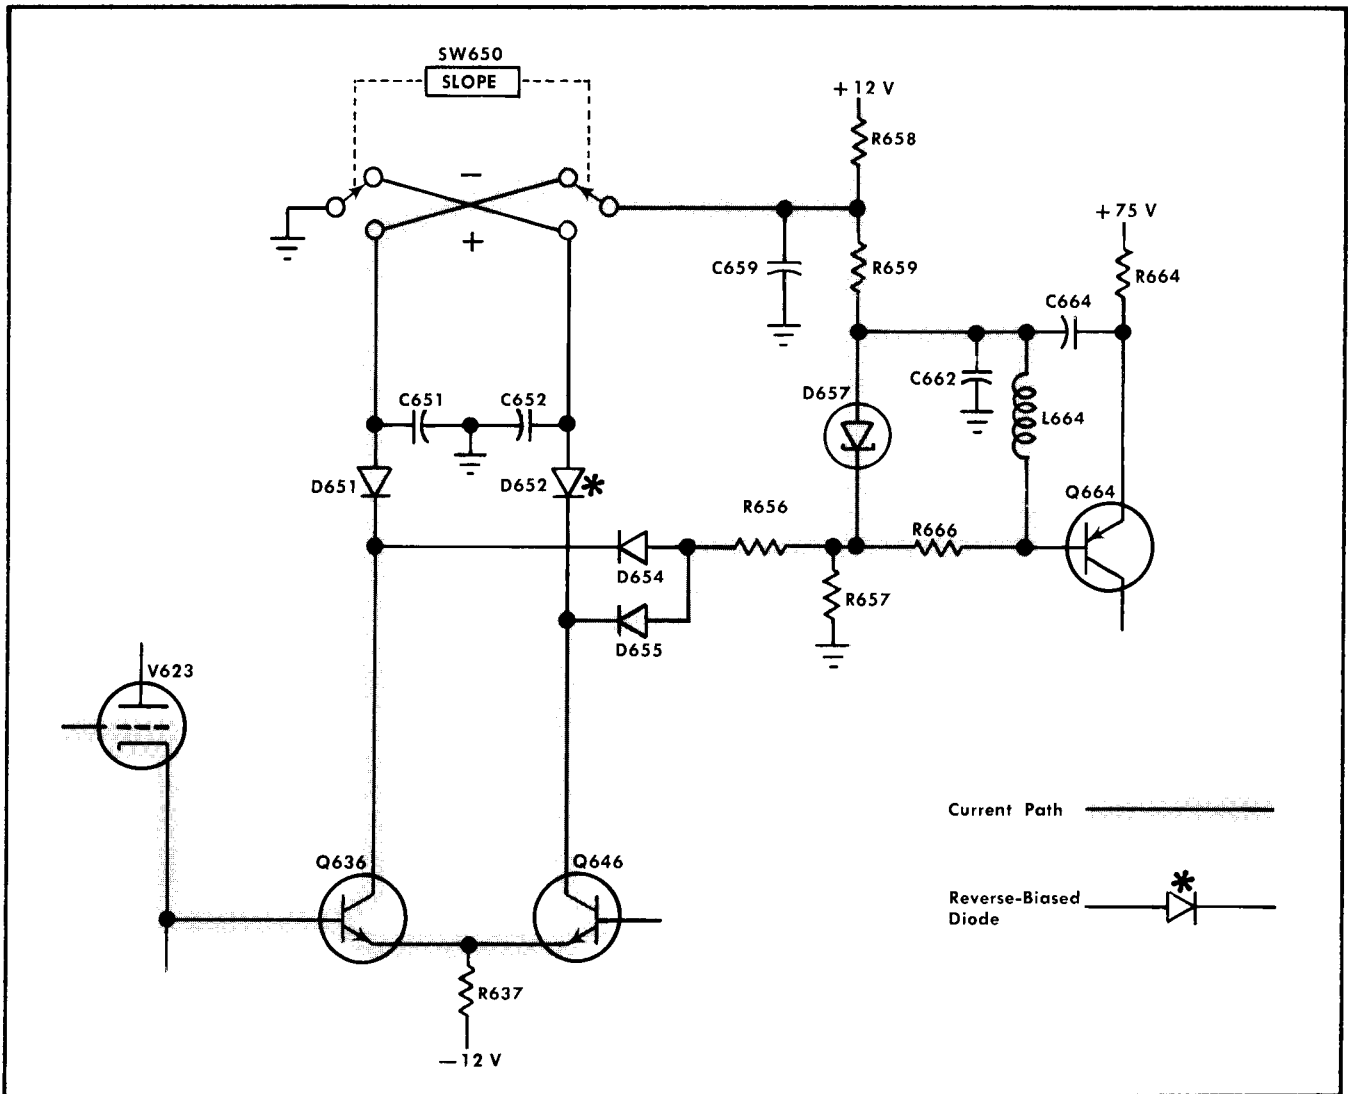 SW650
SLOPE
+12 V
R658
−
+
+75 V
C659
R659
C664
R664
D657
C662
L664
C651
C652
D651
D652 *
R656
R666
Q664
D654
R657
D655
V623
Current Path
Q636
Q646
*
Reverse-Biased
Diode
R637
−12 V